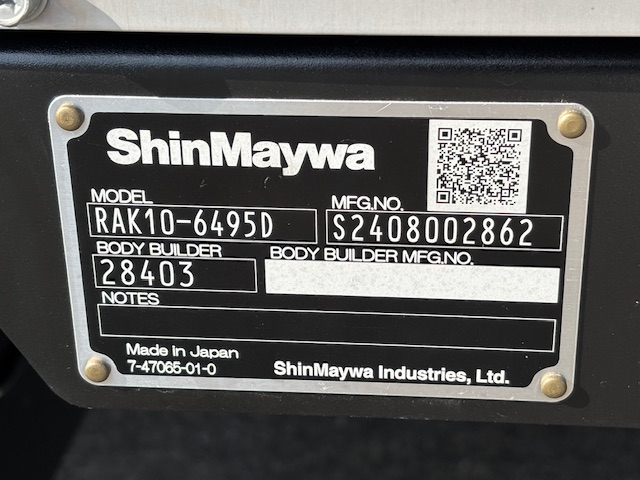 ShinMaywa
MODEL
RAK10-6495D
MFG.NO.
S2408002862
BODY BUILDER
28403
BODY BUILDER MFG.NO.
NOTES
Made in Japan
7-47065-01-0
ShinMaywa Industries, Ltd.